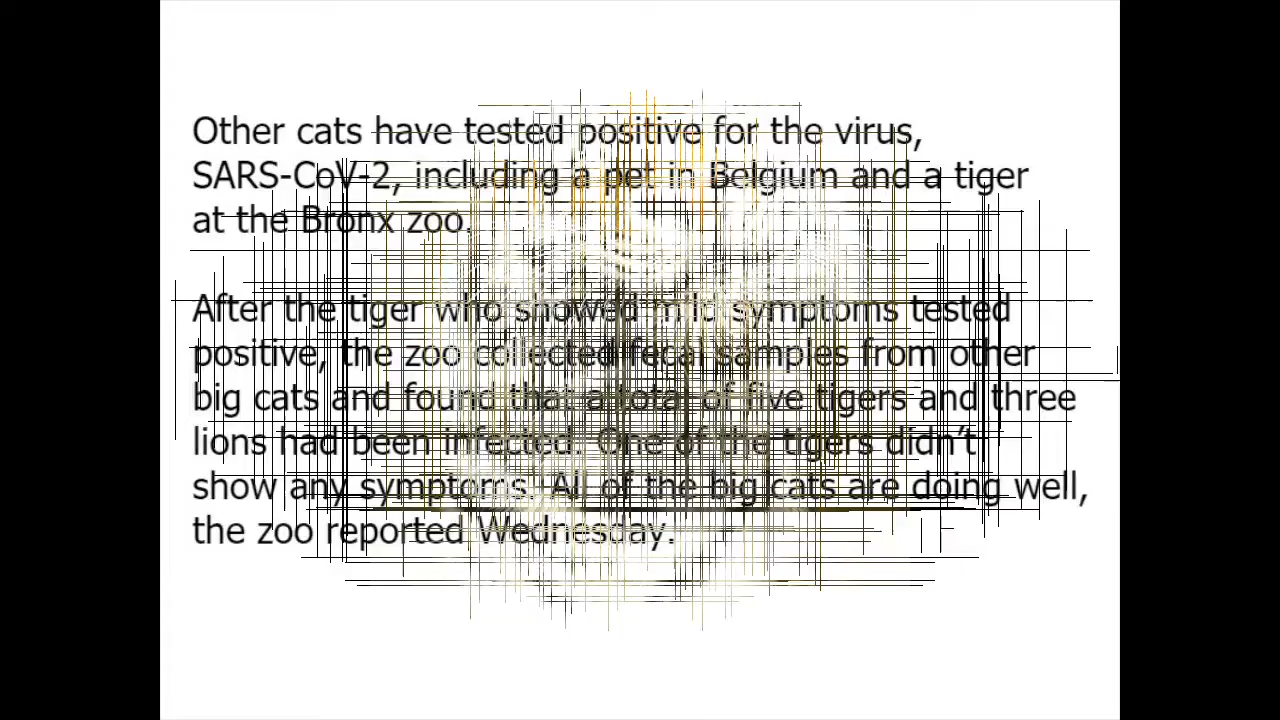 Other cats have tested positive for the virus,
SARS-CoV-2, including a pet in Belgium and a tiger
at the Bronx zoo.
After the tiger who showed mild symptoms tested
positive, the zoo collected fecal samples from other
big cats and found that a total of five tigers and three
lions had been infected. One of the tigers didn’t
show any symptoms. All of the big cats are doing well,
the zoo reported Wednesday.